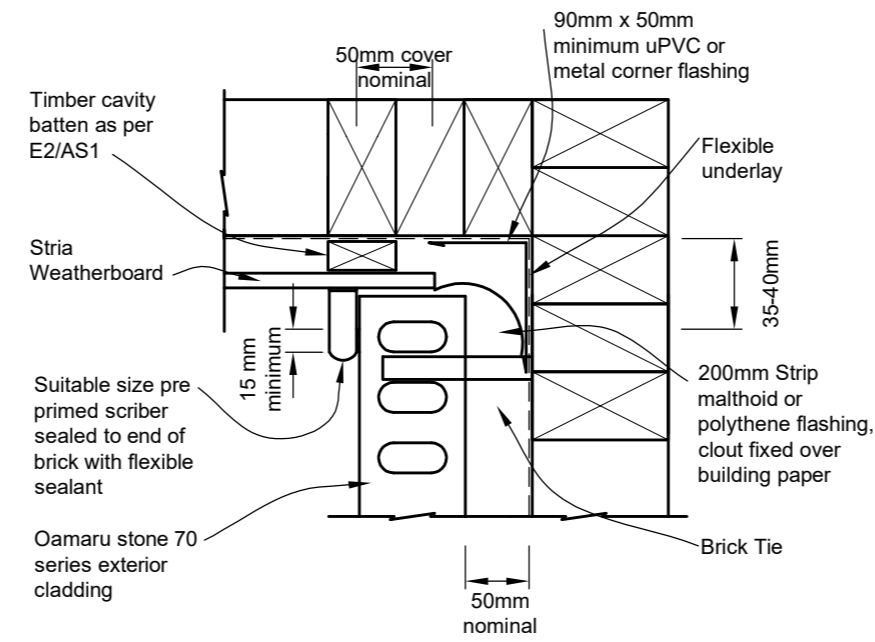 90mm x 50mm
minimum uPVC or
metal corner flashing
50mm cover
nominal
Timber cavity
batten as per
E2/AS1
Flexible
underlay
Stria
Weatherboard
35-40mm
15 mm
minimum
Suitable size pre
primed scriber
sealed to end of
brick with flexible
sealant
200mm Strip
malthoid or
polythene flashing,
clout fixed over
building paper
Oamaru stone 70
series exterior
cladding
Brick Tie
50mm
nominal